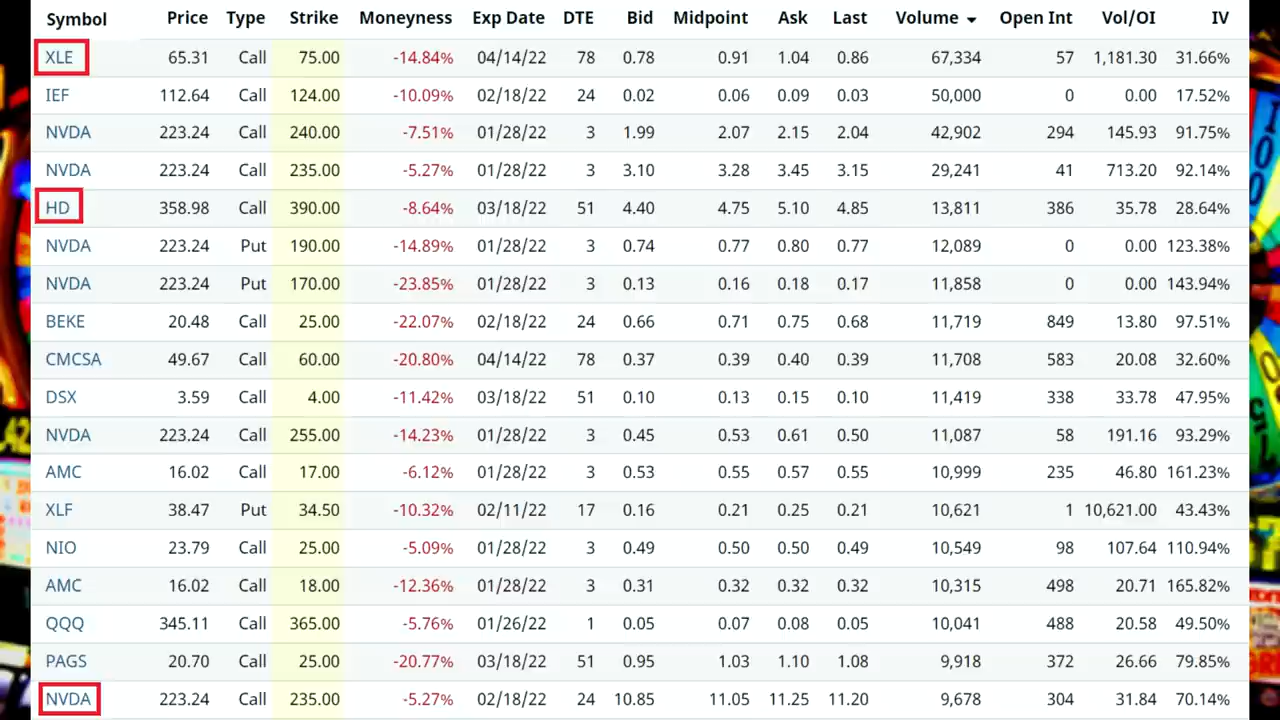 Symbol Price Type Strike Moneyness Exp Date DTE Bid Midpoint Ask Last Volume Open Int Vol/OI IV
XLE 65.31 Call 75.00 -14.84% 04/14/22 78 0.78 0.91 1.04 0.86 67,334 57 1,181.30 31.66%
IEF 112.64 Call 124.00 -10.09% 02/18/22 24 0.02 0.06 0.09 0.03 50,000 0 0.00 17.52%
NVDA 223.24 Call 240.00 -7.51% 01/28/22 3 1.99 2.07 2.15 2.04 42,902 294 145.93 91.75%
NVDA 223.24 Call 235.00 -5.27% 01/28/22 3 3.10 3.28 3.45 3.15 29,241 41 713.20 92.14%
HD 358.98 Call 390.00 -8.64% 03/18/22 51 4.40 4.75 5.10 4.85 13,811 386 35.78 28.64%
NVDA 223.24 Put 190.00 -14.89% 01/28/22 3 0.74 0.77 0.80 0.77 12,089 0 0.00 123.38%
NVDA 223.24 Put 170.00 -23.85% 01/28/22 3 0.13 0.16 0.18 0.17 11,858 0 0.00 143.94%
BEKE 20.48 Call 25.00 -22.07% 02/18/22 24 0.66 0.71 0.75 0.68 11,719 849 13.80 97.51%
CMCSA 49.67 Call 60.00 -20.80% 04/14/22 78 0.37 0.39 0.40 0.39 11,708 583 20.08 32.60%
DSX 3.59 Call 4.00 -11.42% 03/18/22 51 0.10 0.13 0.15 0.10 11,419 338 33.78 47.95%
NVDA 223.24 Call 255.00 -14.23% 01/28/22 3 0.45 0.53 0.61 0.50 11,087 58 191.16 93.29%
AMC 16.02 Call 17.00 -6.12% 01/28/22 3 0.53 0.55 0.57 0.55 10,999 235 46.80 161.23%
XLF 38.47 Put 34.50 -10.32% 02/11/22 17 0.16 0.21 0.25 0.21 10,621 1 10,621.00 43.43%
NIO 23.79 Call 25.00 -5.09% 01/28/22 3 0.49 0.50 0.50 0.49 10,549 98 107.64 110.94%
AMC 16.02 Call 18.00 -12.36% 01/28/22 3 0.31 0.32 0.32 0.32 10,315 498 20.71 165.82%
QQQ 345.11 Call 365.00 -5.76% 01/26/22 1 0.05 0.07 0.08 0.05 10,041 488 20.58 49.50%
PAGS 20.70 Call 25.00 -20.77% 03/18/22 51 0.95 1.03 1.10 1.08 9,918 372 26.66 79.85%
NVDA 223.24 Call 235.00 -5.27% 02/18/22 24 10.85 11.05 11.25 11.20 9,678 304 31.84 70.14%